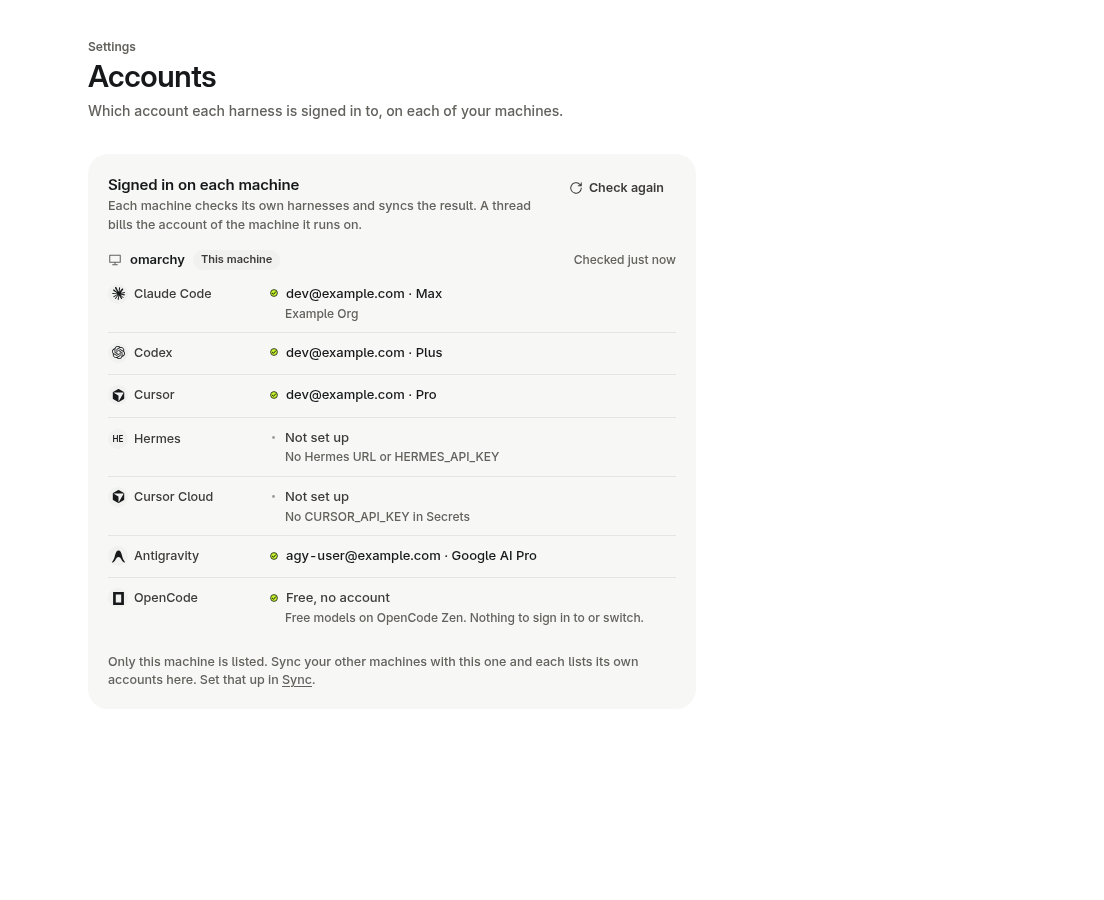 Settings
Accounts
Which account each harness is signed in to, on each of your machines.
Signed in on each machine
Check again
Each machine checks its own harnesses and syncs the result. A thread
bills the account of the machine it runs on.
omarchy This machine Checked just now
Claude Code dev@example.com · Max
Example Org
Codex dev@example.com · Plus
Cursor dev@example.com · Pro
HE Hermes Not set up
No Hermes URL or HERMES_API_KEY
Cursor Cloud Not set up
No CURSOR_API_KEY in Secrets
Antigravity agy-user@example.com · Google AI Pro
OpenCode Free, no account
Free models on OpenCode Zen. Nothing to sign in to or switch.
Only this machine is listed. Sync your other machines with this one and each lists its own
accounts here. Set that up in Sync.